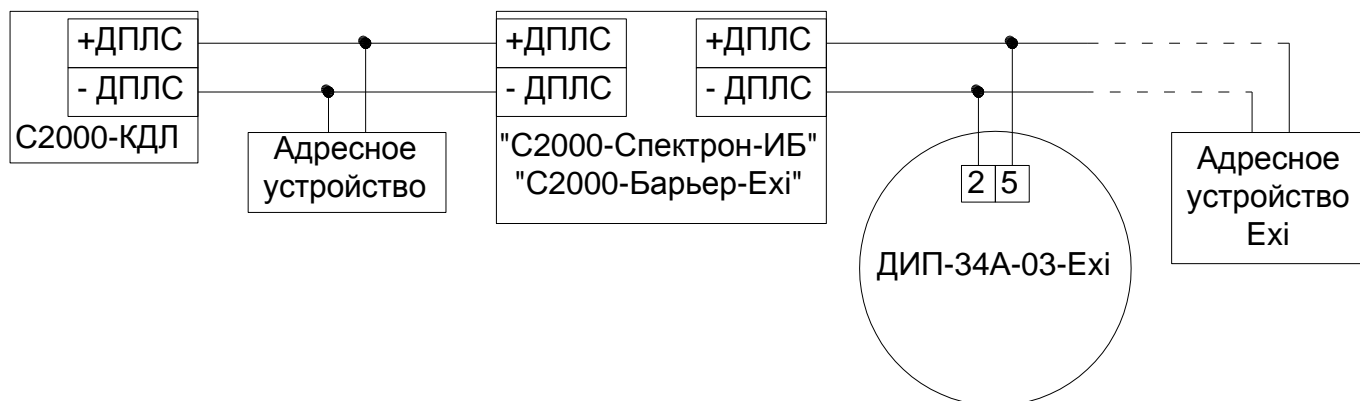 +ДПЛС
- ДПЛС
С2000-КДЛ
Адресное
устройство
+ДПЛС
- ДПЛС
+ДПЛС
- ДПЛС
"С2000-Спектрон-ИБ"
"С2000-Барьер-Exi"
2 5
ДИП-34А-03-Exi
Адресное
устройство
Exi